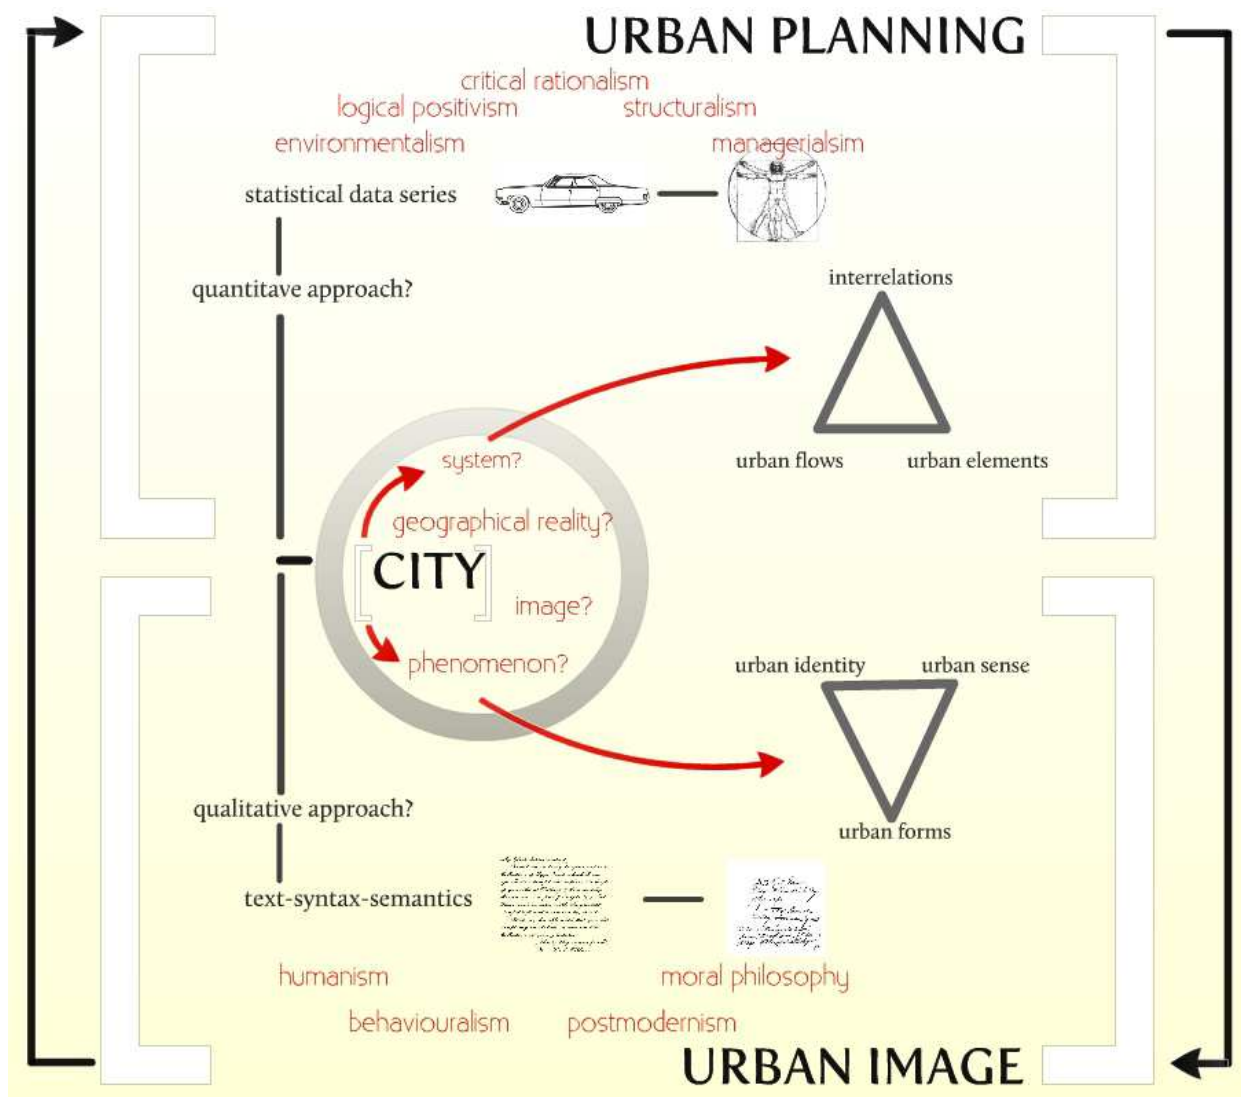 URBAN PLANNING
critical rationalism
logical positivism
structuralism
environmentalism
managerialsim
statistical data series
quantitave approach?
interrelations
urban flows
urban elements
system?
geographical reality?
CITY
image?
phenomenon?
urban identity
urban sense
urban forms
qualitative approach?
text-syntax-semantics
humanism
moral philosophy
behaviouralism
postmodernism
URBAN IMAGE